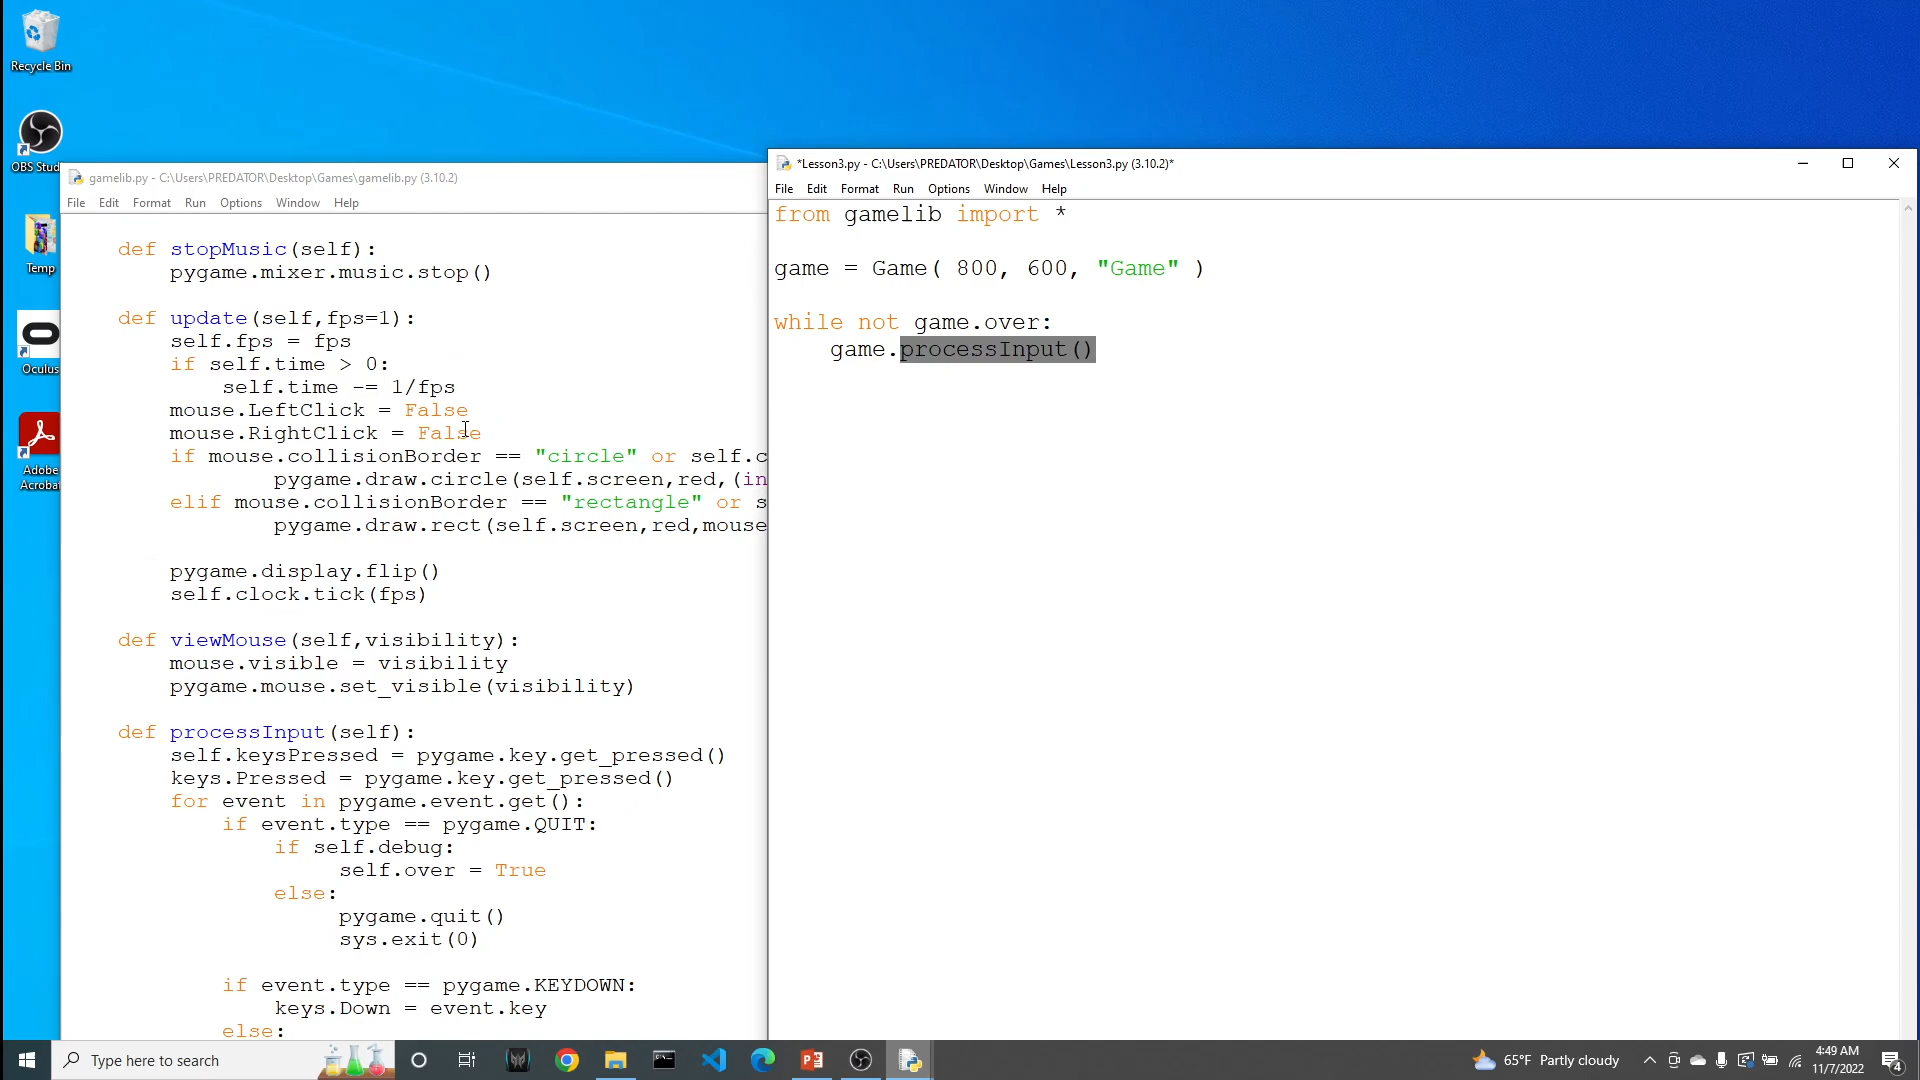 Recycle Bin
OBS Stud
Temp
Oculus
Adobe
Acrobat
gamelib.py - C:\Users\PREDATOR\Desktop\Games\gamelib.py (3.10.2)
File Edit Format Run Options Window Help
def stopMusic(self):
pygame.mixer.music.stop()
def update(self,fps=1):
self.fps = fps
if self.time > 0:
self.time -= 1/fps
mouse.LeftClick = False
mouse.RightClick = False
if mouse.collisionBorder == "circle" or self.c
pygame.draw.circle(self.screen,red,(in
elif mouse.collisionBorder == "rectangle" or s
pygame.draw.rect(self.screen,red,mouse
pygame.display.flip()
self.clock.tick(fps)
def viewMouse(self,visibility):
mouse.visible = visibility
pygame.mouse.set_visible(visibility)
def processInput(self):
self.keysPressed = pygame.key.get_pressed()
keys.Pressed = pygame.key.get_pressed()
for event in pygame.event.get():
if event.type == pygame.QUIT:
if self.debug:
self.over = True
else:
pygame.quit()
sys.exit(0)
if event.type == pygame.KEYDOWN:
keys.Down = event.key
else:
*Lesson3.py - C:\Users\PREDATOR\Desktop\Games\Lesson3.py (3.10.2)*
File Edit Format Run Options Window Help
from gamelib import *
game = Game( 800, 600, "Game" )
while not game.over:
game.processInput()
Type here to search
65°F Partly cloudy
4:49 AM
11/7/2022
4